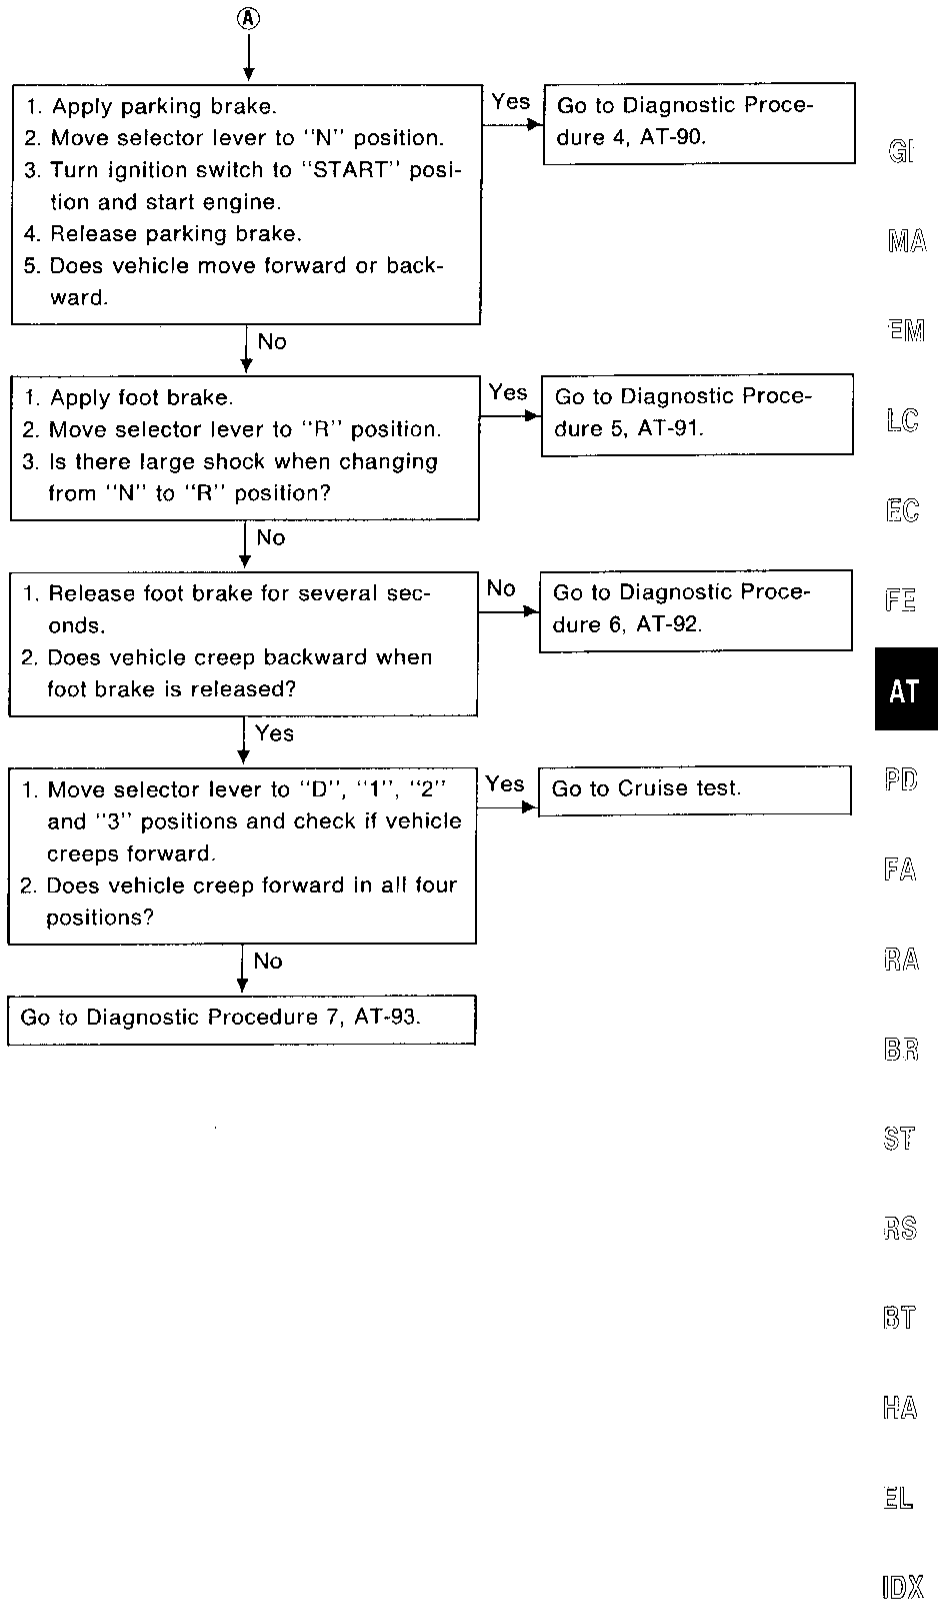 A
1. Apply parking brake.
2. Move selector lever to "N" position.
3. Turn ignition switch to "START" posi-
tion and start engine.
4. Release parking brake.
5. Does vehicle move forward or back-
ward.
Yes
Go to Diagnostic Proce-
dure 4, AT-90.
No
1. Apply foot brake.
2. Move selector lever to "R" position.
3. Is there large shock when changing
from "N" to "R" position?
Yes
Go to Diagnostic Proce-
dure 5, AT-91.
No
1. Release foot brake for several sec-
onds.
2. Does vehicle creep backward when
foot brake is released?
No
Go to Diagnostic Proce-
dure 6, AT-92.
Yes
1. Move selector lever to "D", "1", "2"
and "3" positions and check if vehicle
creeps forward.
2. Does vehicle creep forward in all four
positions?
Yes
Go to Cruise test.
No
Go to Diagnostic Procedure 7, AT-93.
GI
MA
EM
LC
EC
FE
AT
PD
FA
RA
BR
ST
RS
BT
HA
EL
IDX